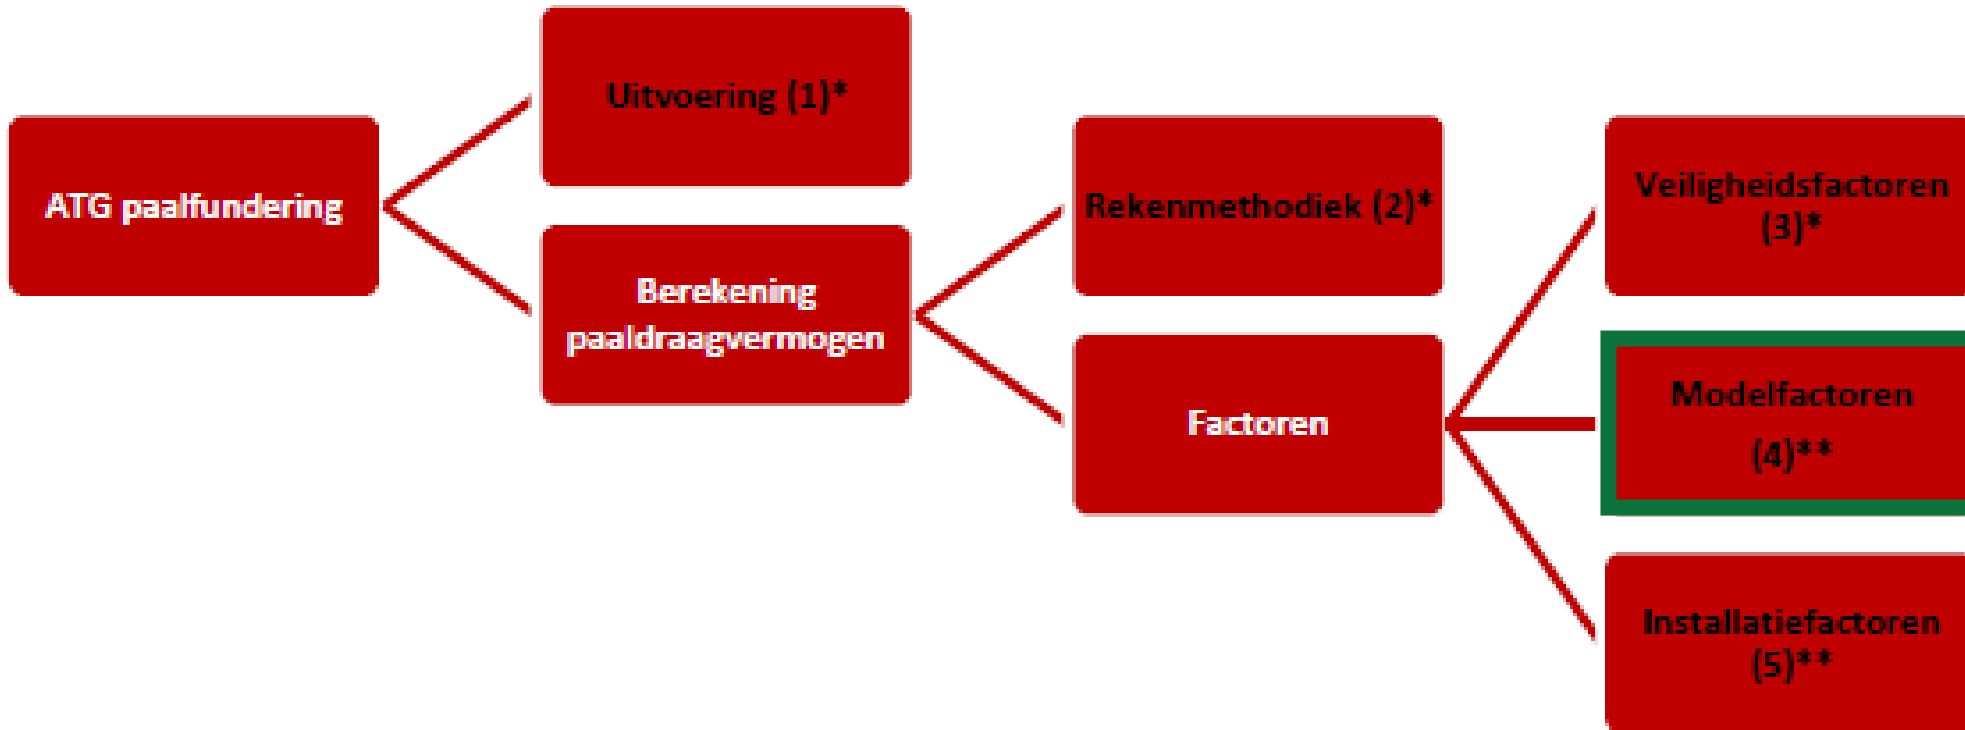 ATG paalfundering
Uitvoering (1)*
Berekening
paaldraagvermogen
Rekenmethodiek (2)*
Factoren
Veiligheidsfactoren
(3)*
Modelfactoren
(4)**
Installatiefactoren
(5)**